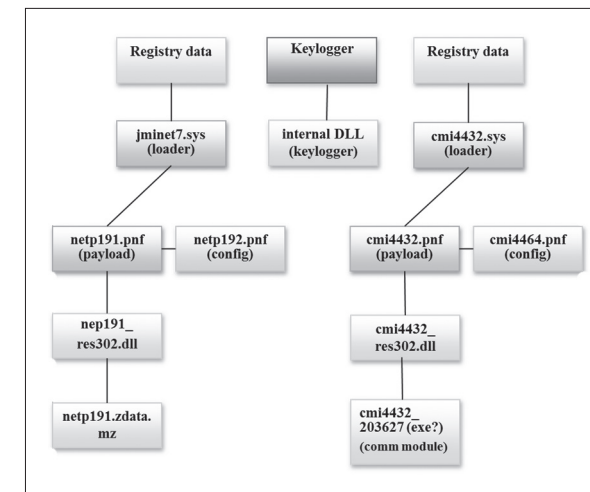 Registry data
Keylogger
Registry data
jminet7.sys
(loader)
internal DLL
(keylogger)
cmi4432.sys
(loader)
netp191.pnf
(payload)
netp192.pnf
(config)
cmi4432.pnf
(payload)
cmi4464.pnf
(config)
nep191_
res302.dll
cmi4432_
res302.dll
netp191.zdata.
mz
cmi4432_
203627 (exe?)
(comm module)